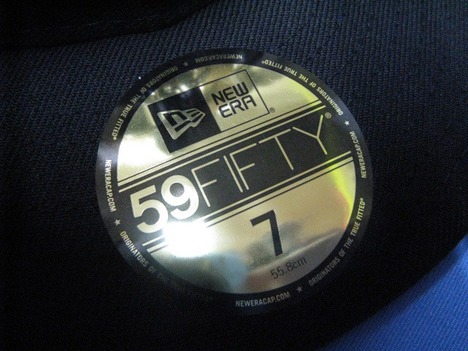 NEW ERA®
59FIFTY®
7
55.8cm
NEWERACAP.COM ★ ORIGINATORS OF THE TRUE FITTED® ★ NEWERACAP.COM ★ ORIGINATORS OF THE TRUE FITTED® ★ NEWERACAP.COM ★ ORIGINATORS OF THE TRUE FITTED®
NEWERACAP.COM ★ ORIGINATORS OF THE TRUE FITTED®